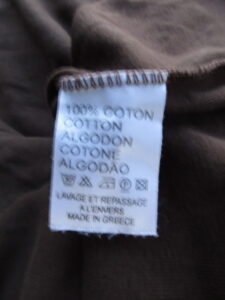 100% COTON
COTTON
ALGODON
COTONE
ALGODÃO
LAVAGE ET REPASSAGE
A L'ENVERS
MADE IN GREECE